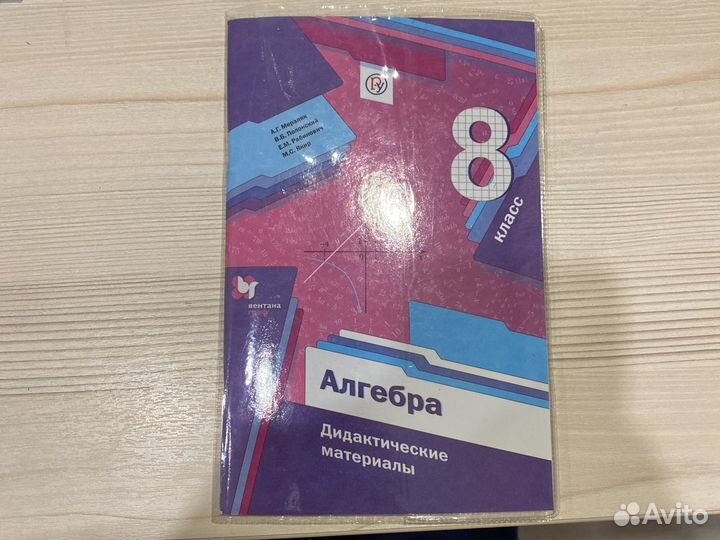 А.Г. Мерзляк
В.Б. Полонский
Е.М. Рабинович
М.С. Якир
8
класс
вентана
Алгебра
Дидактические
материалы
Avito